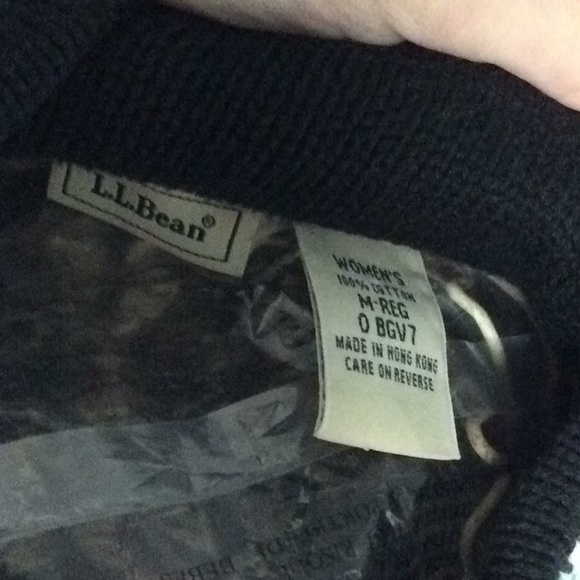 L.L.Bean®
WOMEN'S
100% COTTON
M-REG
0 BGV7
MADE IN HONG KONG
CARE ON REVERSE